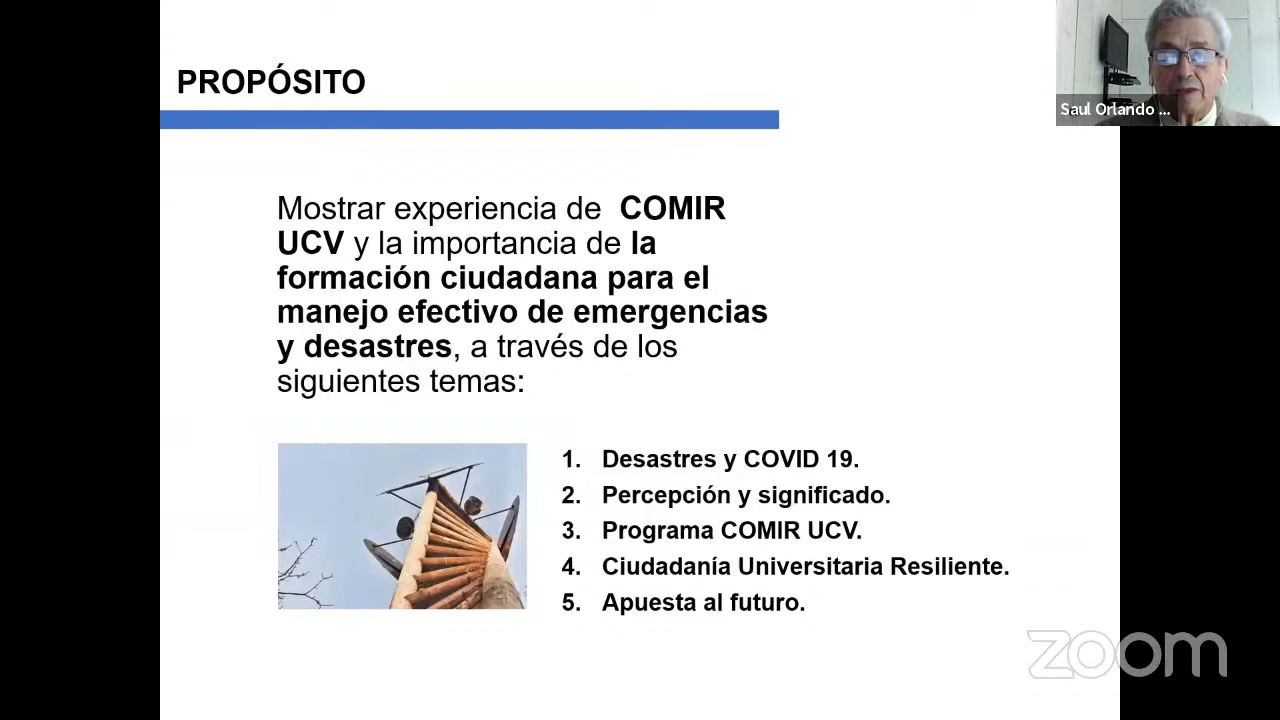 PROPÓSITO
Saul Orlando ...
Mostrar experiencia de COMIR
UCV y la importancia de la
formación ciudadana para el
manejo efectivo de emergencias
y desastres, a través de los
siguientes temas:
1. Desastres y COVID 19.
2. Percepción y significado.
3. Programa COMIR UCV.
4. Ciudadanía Universitaria Resiliente.
5. Apuesta al futuro.
zoom